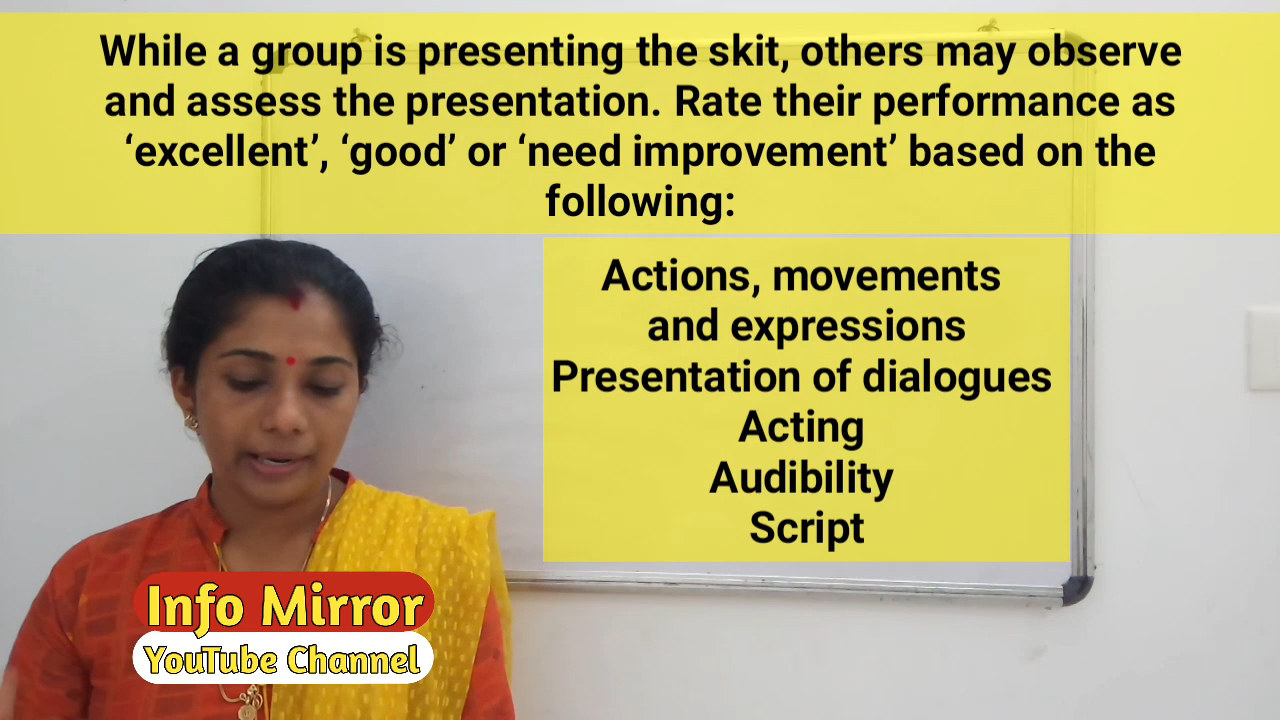 While a group is presenting the skit, others may observe
and assess the presentation. Rate their performance as
‘excellent’, ‘good’ or ‘need improvement’ based on the
following:
Actions, movements
and expressions
Presentation of dialogues
Acting
Audibility
Script
Info Mirror
YouTube Channel